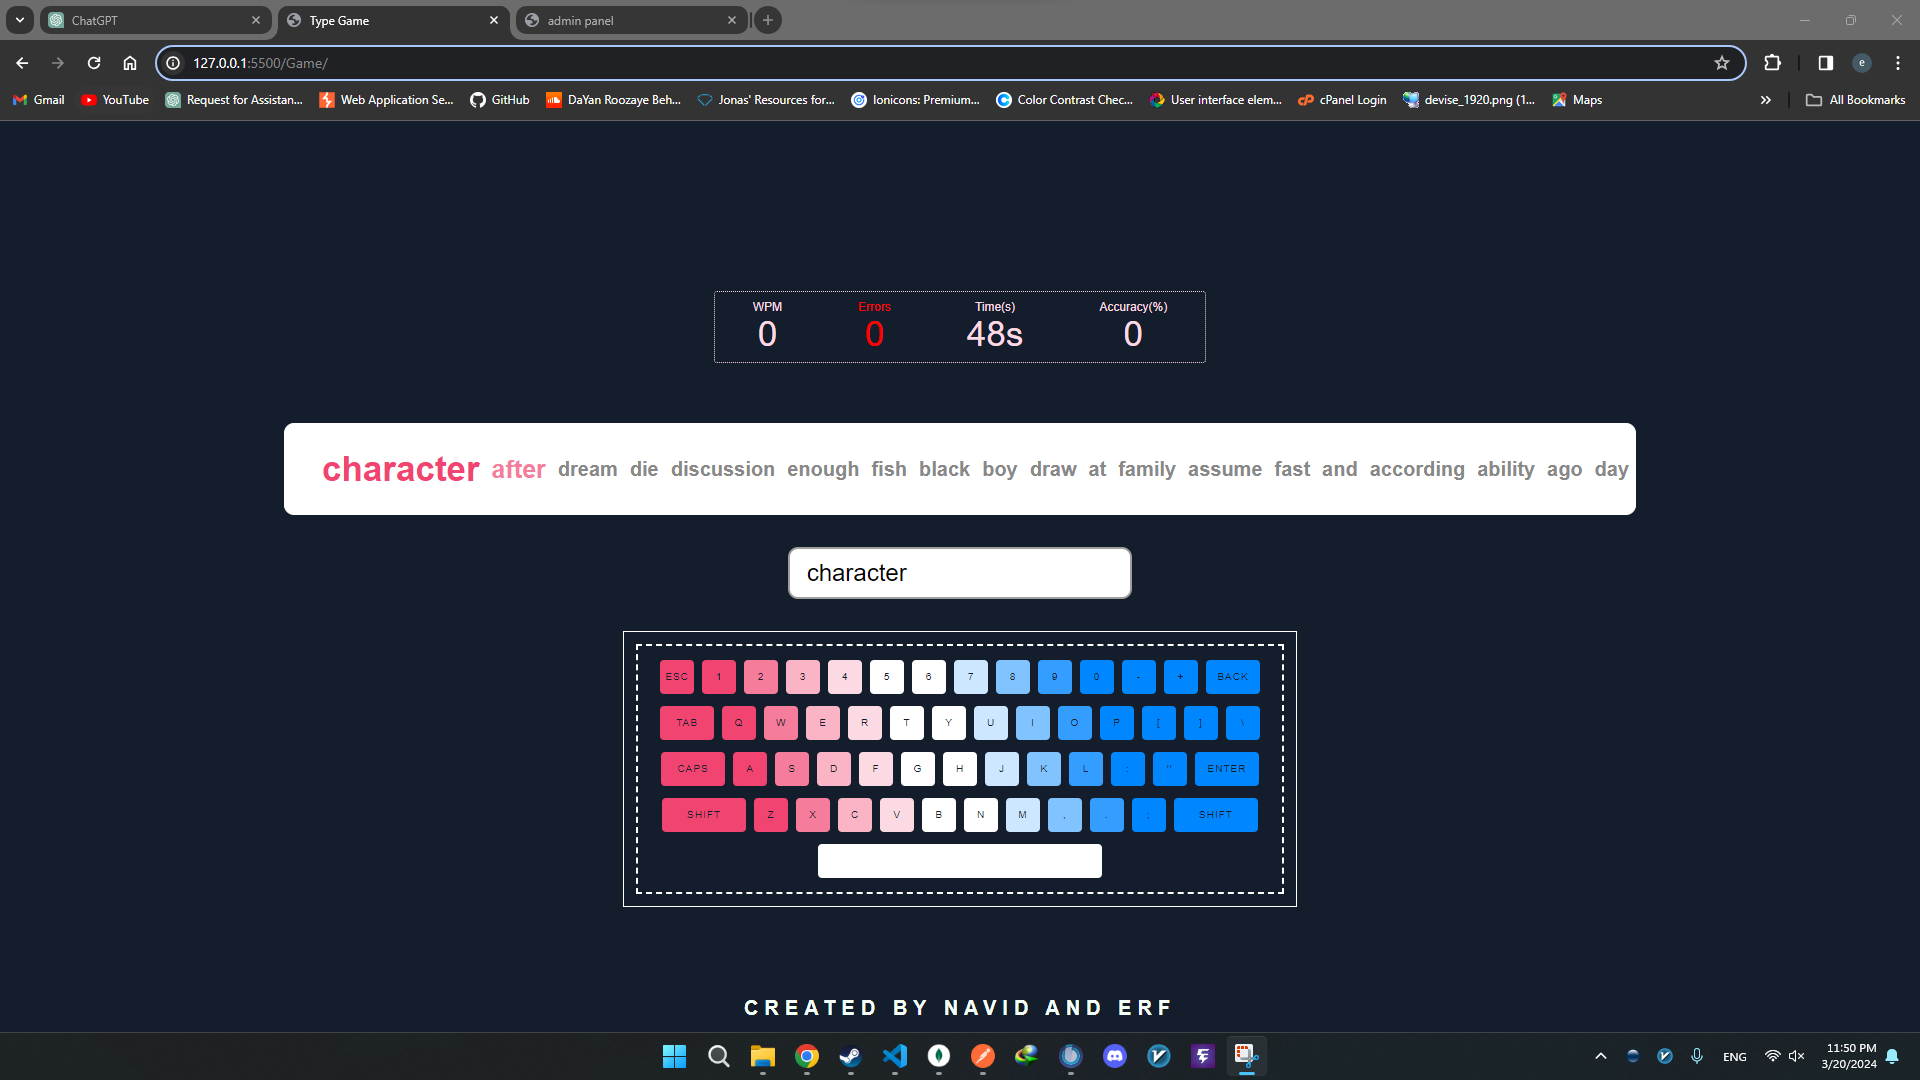 ChatGPT
Type Game
admin panel
127.0.0.1:5500/Game/
e
Gmail
YouTube
Request for Assistan...
Web Application Se...
GitHub
DaYan Roozaye Beh...
Jonas' Resources for...
Ionicons: Premium...
Color Contrast Chec...
User interface elem...
cPanel Login
devise_1920.png (1...
Maps
All Bookmarks
WPM Errors Time(s) Accuracy(%)
0 0 48s 0
character after dream die discussion enough fish black boy draw at family assume fast and according ability ago day
character
ESC 1 2 3 4 5 6 7 8 9 0 - + BACK
TAB Q W E R T Y U I O P [ ] \
CAPS A S D F G H J K L : " ENTER
SHIFT Z X C V B N M , . ; SHIFT
CREATED BY NAVID AND ERF
ENG
11:50 PM
3/20/2024